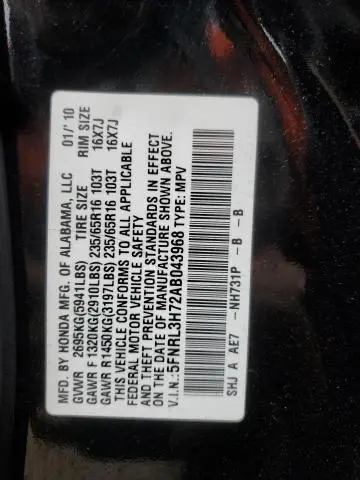 MFD. BY HONDA MFG. OF ALABAMA, LLC 01/'10
GVWR 2695KG(5941LBS) TIRE SIZE RIM SIZE
GAWR F 1320KG(2910LBS) 235/65R16 103T 16X7J
GAWR R1450KG(3197LBS) 235/65R16 103T 16X7J
THIS VEHICLE CONFORMS TO ALL APPLICABLE
FEDERAL MOTOR VEHICLE SAFETY
AND THEFT PREVENTION STANDARDS IN EFFECT
ON THE DATE OF MANUFACTURE SHOWN ABOVE.
V.I.N.:5FNRL3H72AB043968 TYPE: MPV
SHJ A AE7 -NH731P -B -B